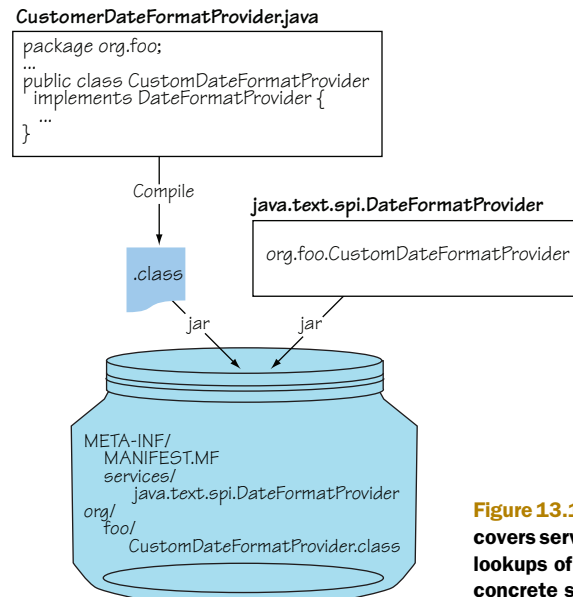 CustomerDateFormatProvider.java
package org.foo;
...
public class CustomDateFormatProvider
implements DateFormatProvider {
...
}
Compile
java.text.spi.DateFormatProvider
org.foo.CustomDateFormatProvider
.class
jar
jar
META-INF/
MANIFEST.MF
services/
java.text.spi.DateFormatProvider
org/
foo/
CustomDateFormatProvider.class
Figure 13.1
covers serv
lookups of
concrete s